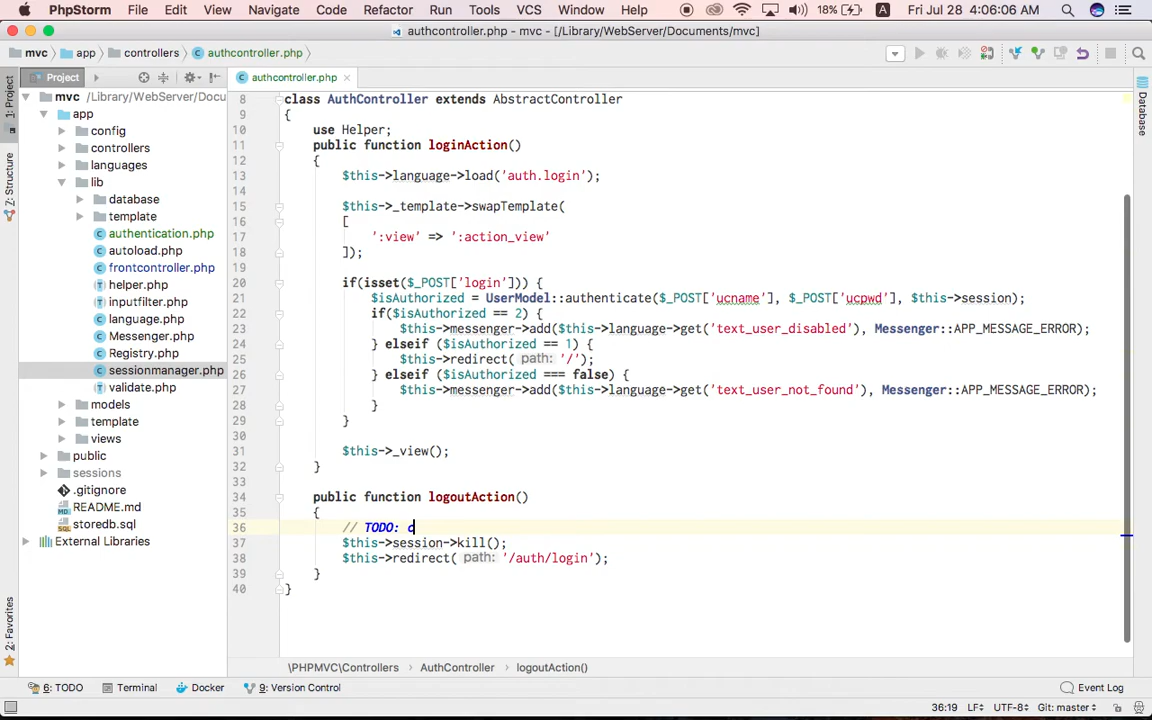 PhpStorm File Edit View Navigate Code Refactor Run Tools VCS Window Help 18% A Fri Jul 28 4:06:06 AM
authcontroller.php - mvc - [/Library/WebServer/Documents/mvc]
mvc app controllers authcontroller.php
Project authcontroller.php
1: Project
Z: Structure
2: Favorites
Database
mvc /Library/WebServer/Docu
app
config
controllers
languages
lib
database
template
authentication.php
autoload.php
frontcontroller.php
helper.php
inputfilter.php
language.php
Messenger.php
Registry.php
sessionmanager.php
validate.php
models
template
views
public
sessions
.gitignore
README.md
storedb.sql
External Libraries
8 class AuthController extends AbstractController
9 {
10 use Helper;
11 public function loginAction()
12 {
13 $this->language->load('auth.login');
14
15 $this->_template->swapTemplate(
16 [
17 ':view' => ':action_view'
18 ]);
19
20 if(isset($_POST['login'])) {
21 $isAuthorized = UserModel::authenticate($_POST['ucname'], $_POST['ucpwd'], $this->session);
22 if($isAuthorized == 2) {
23 $this->messenger->add($this->language->get('text_user_disabled'), Messenger::APP_MESSAGE_ERROR);
24 } elseif ($isAuthorized == 1) {
25 $this->redirect( path: '/');
26 } elseif ($isAuthorized === false) {
27 $this->messenger->add($this->language->get('text_user_not_found'), Messenger::APP_MESSAGE_ERROR);
28 }
29 }
30
31 $this->_view();
32 }
33
34 public function logoutAction()
35 {
36 // TODO: c
37 $this->session->kill();
38 $this->redirect( path: '/auth/login');
39 }
40 }
\PHPMVC\Controllers AuthController logoutAction()
6: TODO Terminal Docker 9: Version Control Event Log
36:19 LF UTF-8 Git: master